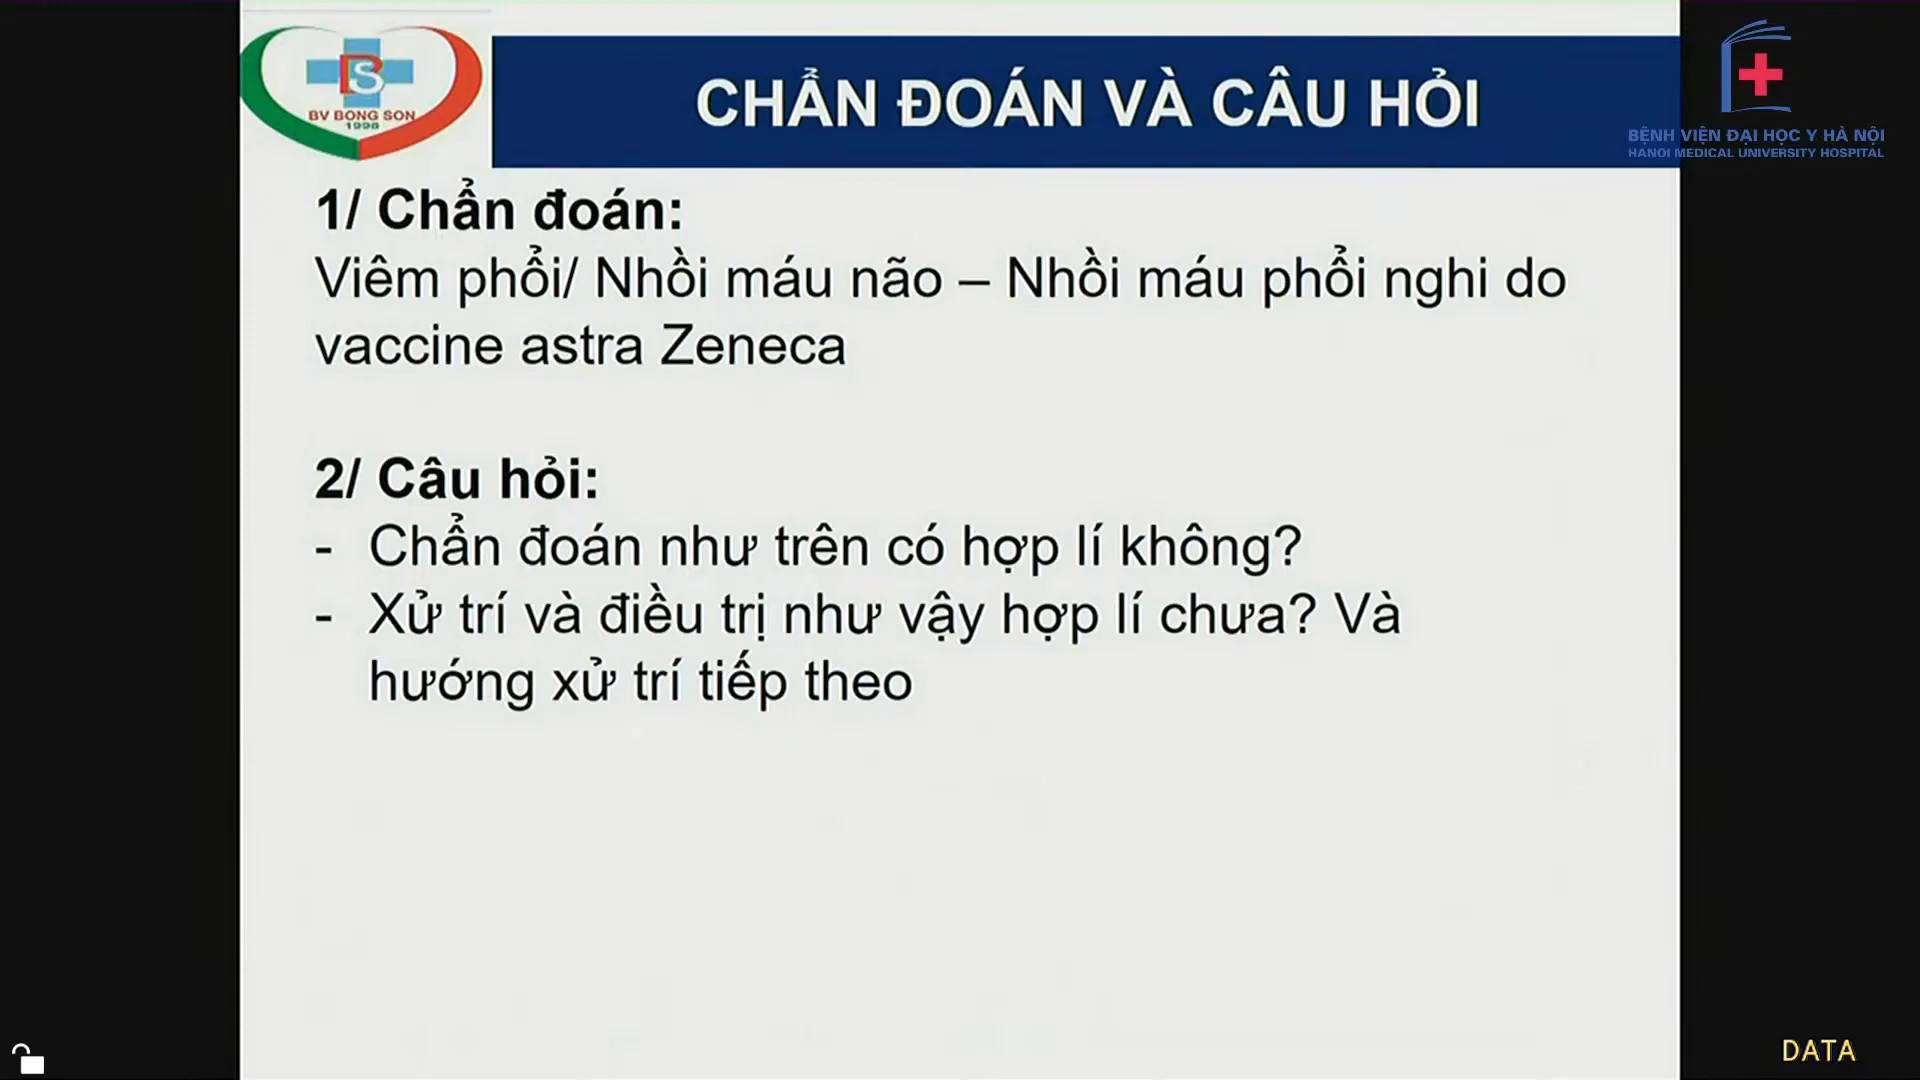 BS
BV BONG SON
1998
CHẨN ĐOÁN VÀ CÂU HỎI
BỆNH VIỆN ĐẠI HỌC Y HÀ NỘI
HANOI MEDICAL UNIVERSITY HOSPITAL
1/ Chẩn đoán:
Viêm phổi/ Nhồi máu não – Nhồi máu phổi nghi do
vaccine astra Zeneca
2/ Câu hỏi:
- Chẩn đoán như trên có hợp lí không?
- Xử trí và điều trị như vậy hợp lí chưa? Và
hướng xử trí tiếp theo
DATA